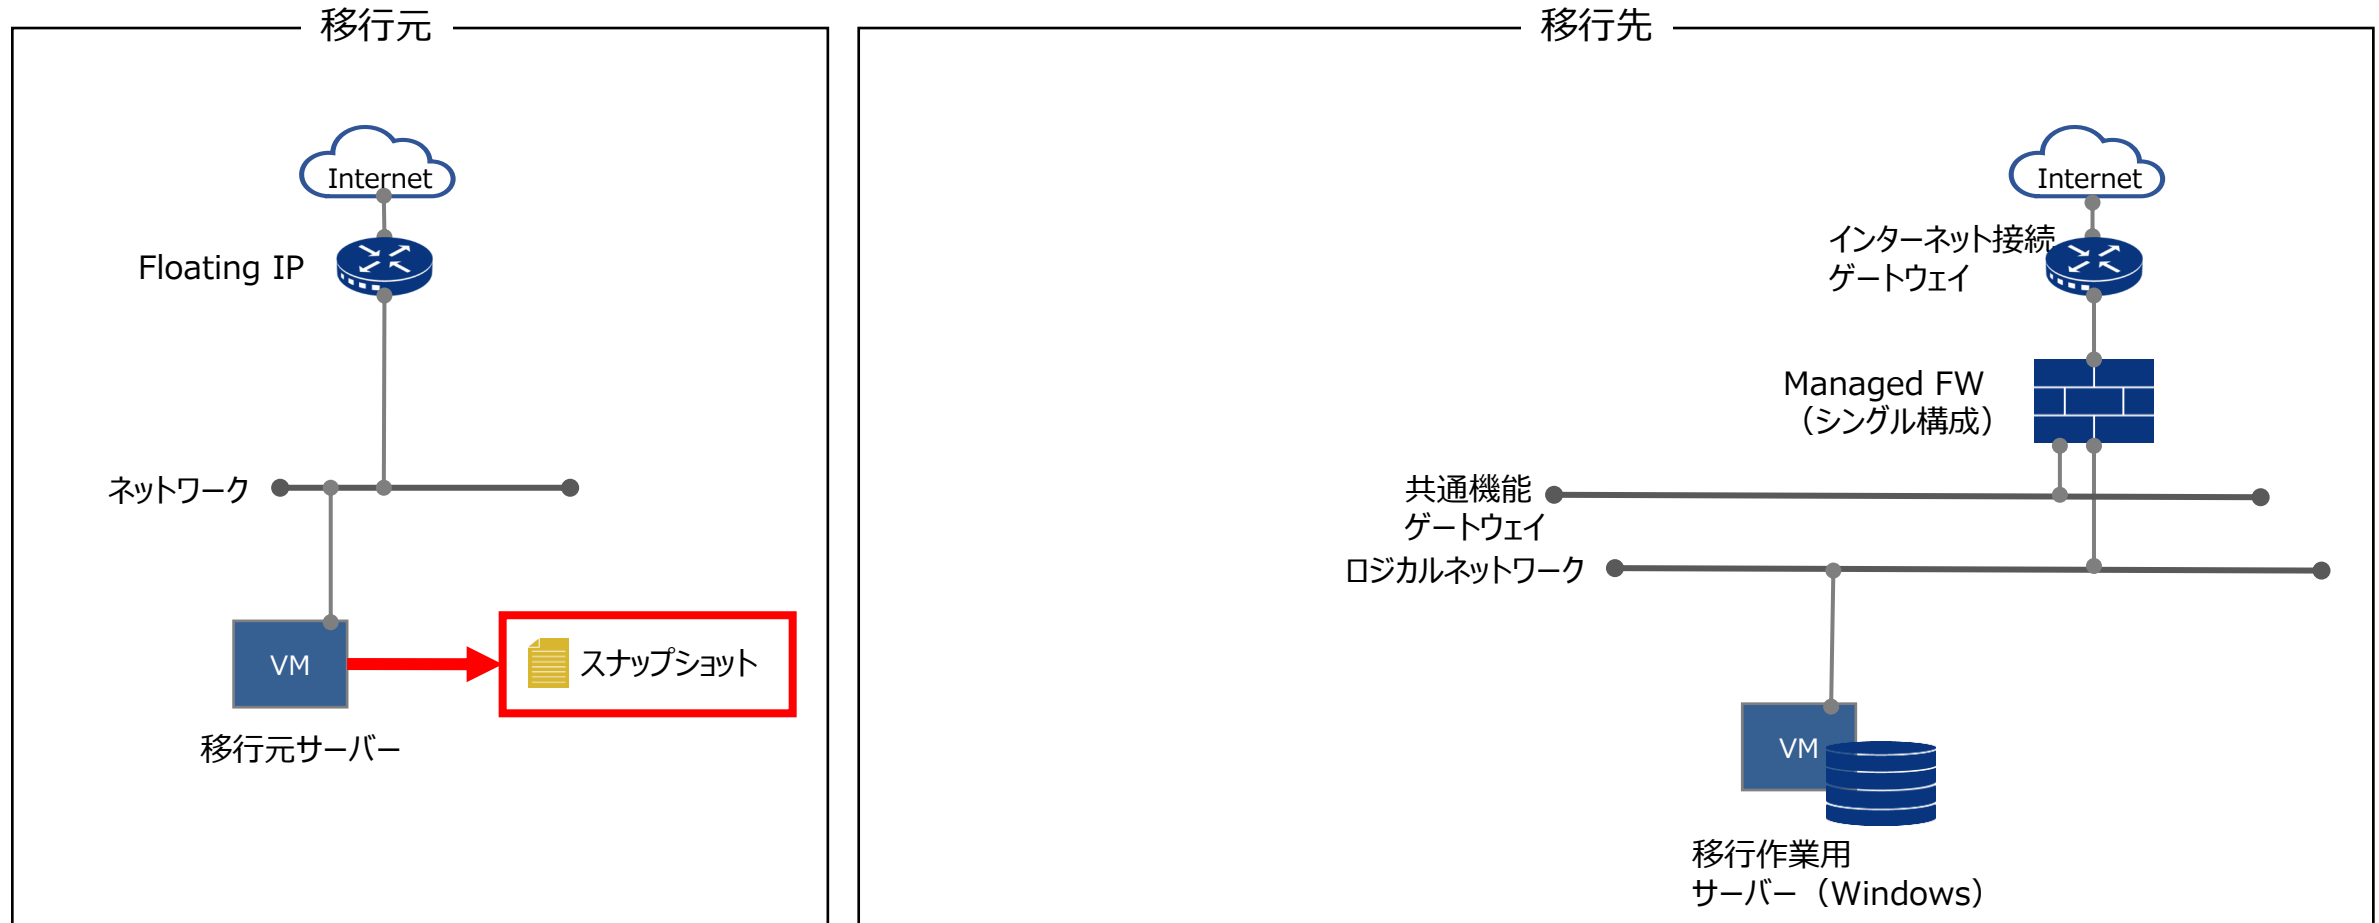 移行元
Internet
Floating IP
ネットワーク
VM
スナップショット
移行元サーバー
移行先
Internet
インターネット接続
ゲートウェイ
Managed FW
（シングル構成）
共通機能
ゲートウェイ
ロジカルネットワーク
VM
移行作業用
サーバー（Windows）